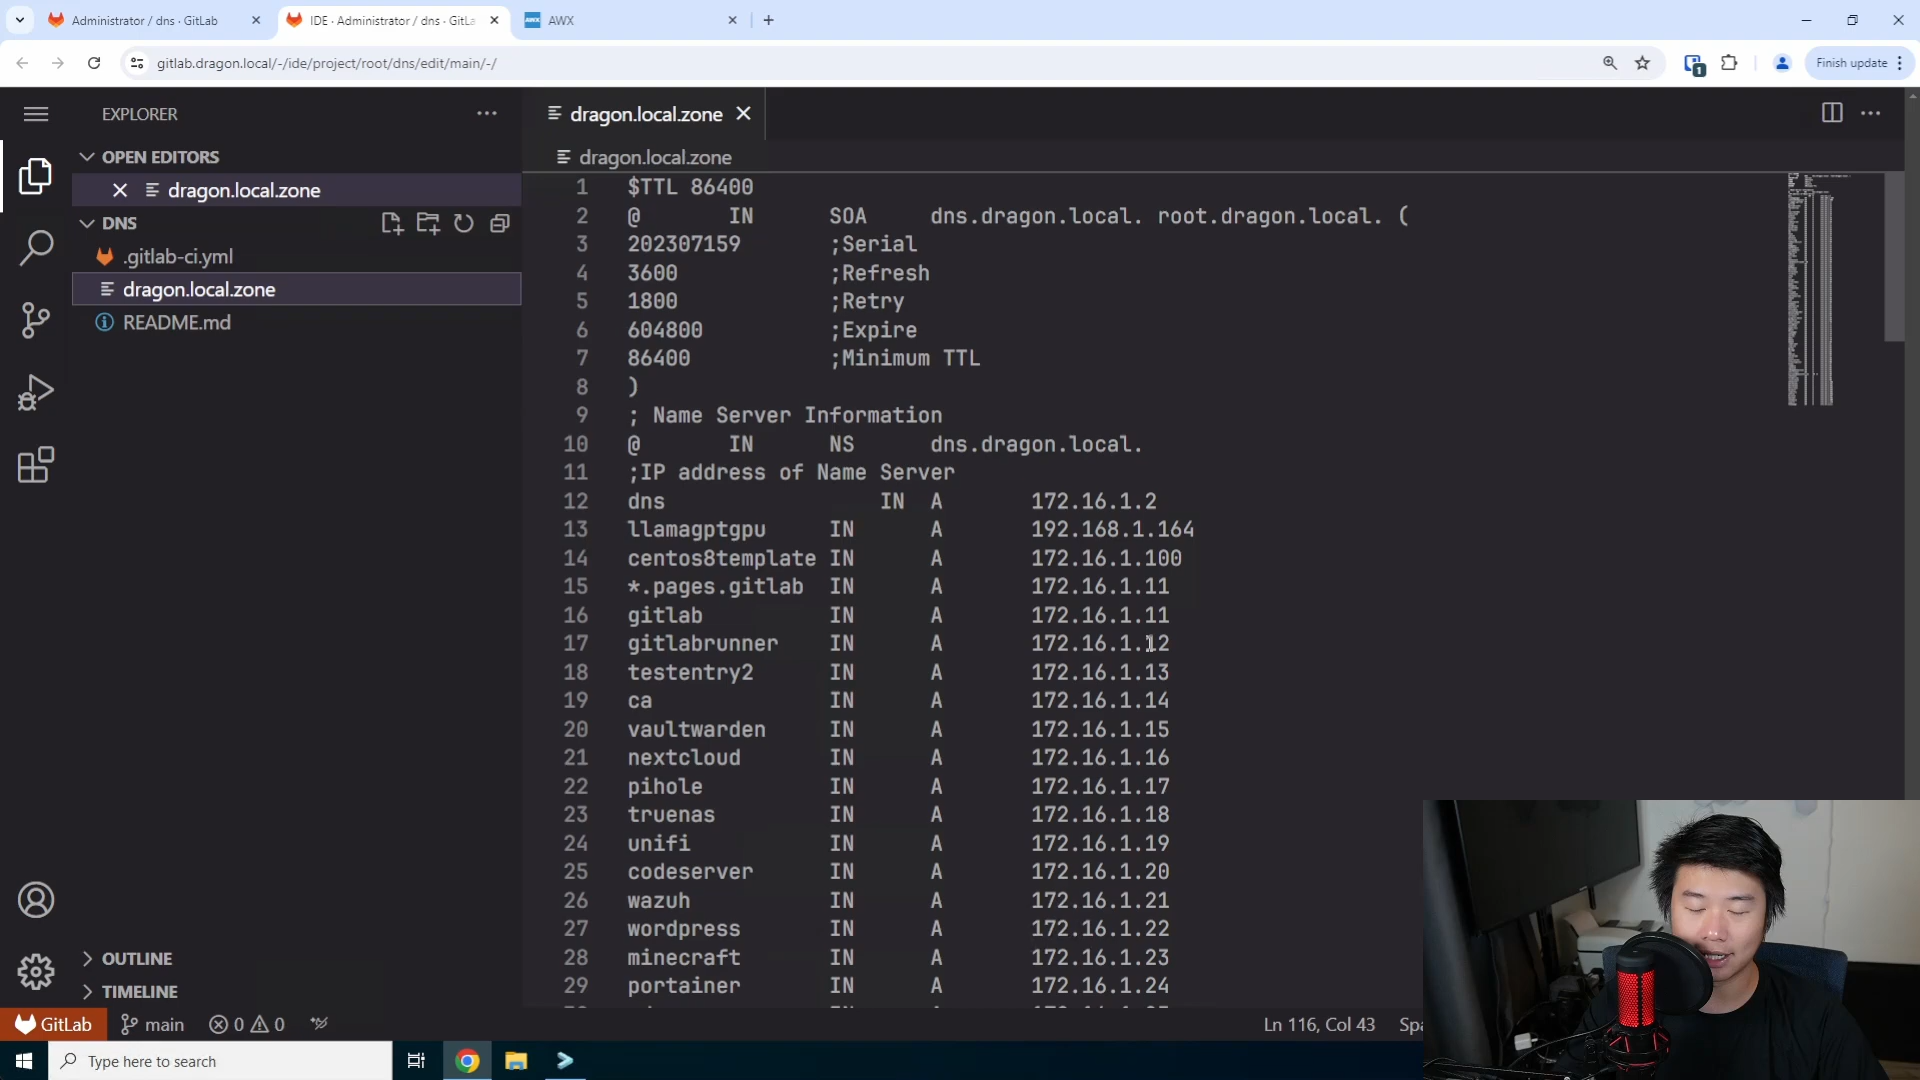 Administrator / dns · GitLab
IDE · Administrator / dns · GitLa
AWX
gitlab.dragon.local/-/ide/project/root/dns/edit/main/-/
1
Finish update
EXPLORER
OPEN EDITORS
dragon.local.zone
DNS
.gitlab-ci.yml
dragon.local.zone
README.md
OUTLINE
TIMELINE
dragon.local.zone
dragon.local.zone
1 $TTL 86400
2 @ IN SOA dns.dragon.local. root.dragon.local. (
3 202307159 ;Serial
4 3600 ;Refresh
5 1800 ;Retry
6 604800 ;Expire
7 86400 ;Minimum TTL
8 )
9 ; Name Server Information
10 @ IN NS dns.dragon.local.
11 ;IP address of Name Server
12 dns IN A 172.16.1.2
13 llamagptgpu IN A 192.168.1.164
14 centos8template IN A 172.16.1.100
15 *.pages.gitlab IN A 172.16.1.11
16 gitlab IN A 172.16.1.11
17 gitlabrunner IN A 172.16.1.12
18 testentry2 IN A 172.16.1.13
19 ca IN A 172.16.1.14
20 vaultwarden IN A 172.16.1.15
21 nextcloud IN A 172.16.1.16
22 pihole IN A 172.16.1.17
23 truenas IN A 172.16.1.18
24 unifi IN A 172.16.1.19
25 codeserver IN A 172.16.1.20
26 wazuh IN A 172.16.1.21
27 wordpress IN A 172.16.1.22
28 minecraft IN A 172.16.1.23
29 portainer IN A 172.16.1.24
GitLab main 0 0 Ln 116, Col 43 Spa
Type here to search